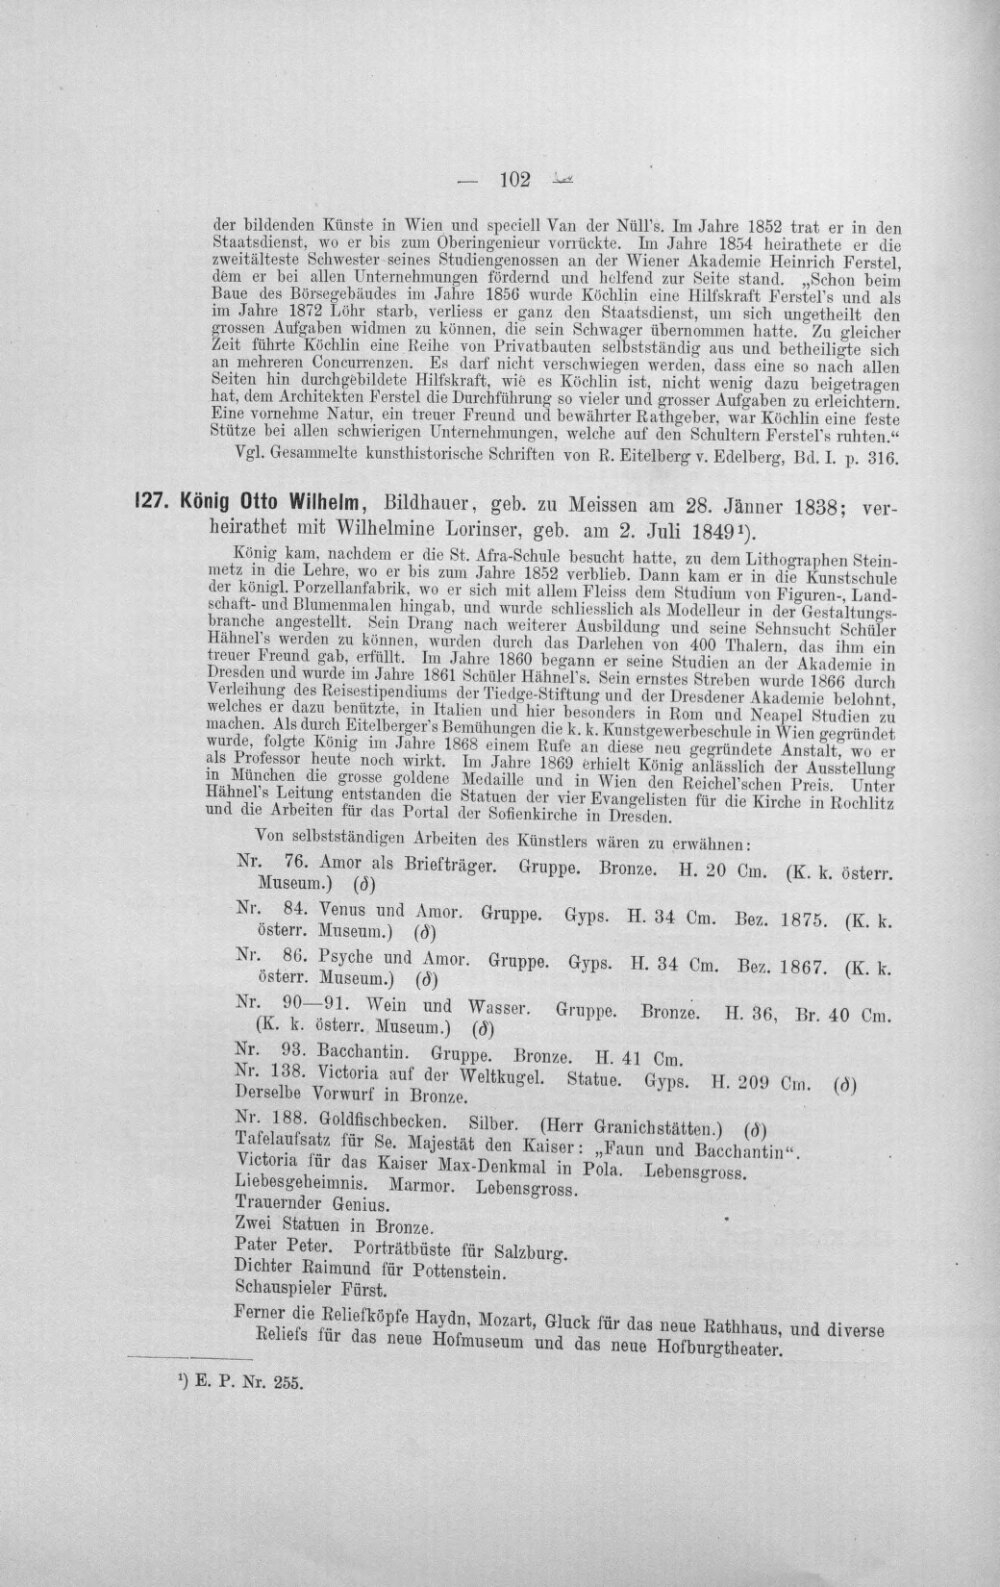 — 102 —
der bildenden Künste in Wien und speciell Van der Nüll's. Im Jahre 1852 trat er in den
Staatsdienst, wo er bis zum Oberingenieur vorrückte. Im Jahre 1854 heirathete er die
zweitälteste Schwester seines Studiengenossen an der Wiener Akademie Heinrich Ferstel,
dem er bei allen Unternehmungen fördernd und helfend zur Seite stand. „Schon beim
Baue des Börsegebäudes im Jahre 1856 wurde Köchlin eine Hilfskraft Ferstel's und als
im Jahre 1872 Löhr starb, verliess er ganz den Staatsdienst, um sich ungetheilt den
grossen Aufgaben widmen zu können, die sein Schwager übernommen hatte. Zu gleicher
Zeit führte Köchlin eine Reihe von Privatbauten selbstständig aus und betheiligte sich
an mehreren Concurrenzen. Es darf nicht verschwiegen werden, dass eine so nach allen
Seiten hin durchgebildete Hilfskraft, wie es Köchlin ist, nicht wenig dazu beigetragen
hat, dem Architekten Ferstel die Durchführung so vieler und grosser Aufgaben zu erleichtern.
Eine vornehme Natur, ein treuer Freund und bewährter Rathgeber, war Köchlin eine feste
Stütze bei allen schwierigen Unternehmungen, welche auf den Schultern Ferstel's ruhten.“
Vgl. Gesammelte kunsthistorische Schriften von R. Eitelberg v. Edelberg, Bd. I. p. 316.
127. König Otto Wilhelm, Bildhauer, geb. zu Meissen am 28. Jänner 1838; ver-
heirathet mit Wilhelmine Lorinser, geb. am 2. Juli 1849¹).
König kam, nachdem er die St. Afra-Schule besucht hatte, zu dem Lithographen Stein-
metz in die Lehre, wo er bis zum Jahre 1852 verblieb. Dann kam er in die Kunstschule
der königl. Porzellanfabrik, wo er sich mit allem Fleiss dem Studium von Figuren-, Land-
schaft- und Blumenmalen hingab, und wurde schliesslich als Modelleur in der Gestaltungs-
branche angestellt. Sein Drang nach weiterer Ausbildung und seine Sehnsucht Schüler
Hähnel's werden zu können, wurden durch das Darlehen von 400 Thalern, das ihm ein
treuer Freund gab, erfüllt. Im Jahre 1860 begann er seine Studien an der Akademie in
Dresden und wurde im Jahre 1861 Schüler Hähnel's. Sein ernstes Streben wurde 1866 durch
Verleihung des Reisestipendiums der Tiedge-Stiftung und der Dresdener Akademie belohnt,
welches er dazu benützte, in Italien und hier besonders in Rom und Neapel Studien zu
machen. Als durch Eitelberger's Bemühungen die k. k. Kunstgewerbeschule in Wien gegründet
wurde, folgte König im Jahre 1868 einem Rufe an diese neu gegründete Anstalt, wo er
als Professor heute noch wirkt. Im Jahre 1869 erhielt König anlässlich der Ausstellung
in München die grosse goldene Medaille und in Wien den Reichel'schen Preis. Unter
Hähnel's Leitung entstanden die Statuen der vier Evangelisten für die Kirche in Rochlitz
und die Arbeiten für das Portal der Sofienkirche in Dresden.
Von selbstständigen Arbeiten des Künstlers wären zu erwähnen:
Nr. 76. Amor als Briefträger. Gruppe. Bronze. H. 20 Cm. (K. k. österr.
Museum.) (ð)
Nr. 84. Venus und Amor. Gruppe. Gyps. H. 34 Cm. Bez. 1875. (K. k.
österr. Museum.) (ð)
Nr. 86. Psyche und Amor. Gruppe. Gyps. H. 34 Cm. Bez. 1867. (K. k.
österr. Museum.) (ð)
Nr. 90—91. Wein und Wasser. Gruppe. Bronze. H. 36, Br. 40 Cm.
(K. k. österr. Museum.) (ð)
Nr. 93. Bacchantin. Gruppe. Bronze. H. 41 Cm.
Nr. 138. Victoria auf der Weltkugel. Statue. Gyps. H. 209 Cm. (ð)
Derselbe Vorwurf in Bronze.
Nr. 188. Goldfischbecken. Silber. (Herr Granichstätten.) (ð)
Tafelaufsatz für Se. Majestät den Kaiser: „Faun und Bacchantin“.
Victoria für das Kaiser Max-Denkmal in Pola. Lebensgross.
Liebesgeheimnis. Marmor. Lebensgross.
Trauernder Genius.
Zwei Statuen in Bronze.
Pater Peter. Porträtbüste für Salzburg.
Dichter Raimund für Pottenstein.
Schauspieler Fürst.
Ferner die Reliefköpfe Haydn, Mozart, Gluck für das neue Rathhaus, und diverse
Reliefs für das neue Hofmuseum und das neue Hofburgtheater.
¹) E. P. Nr. 255.